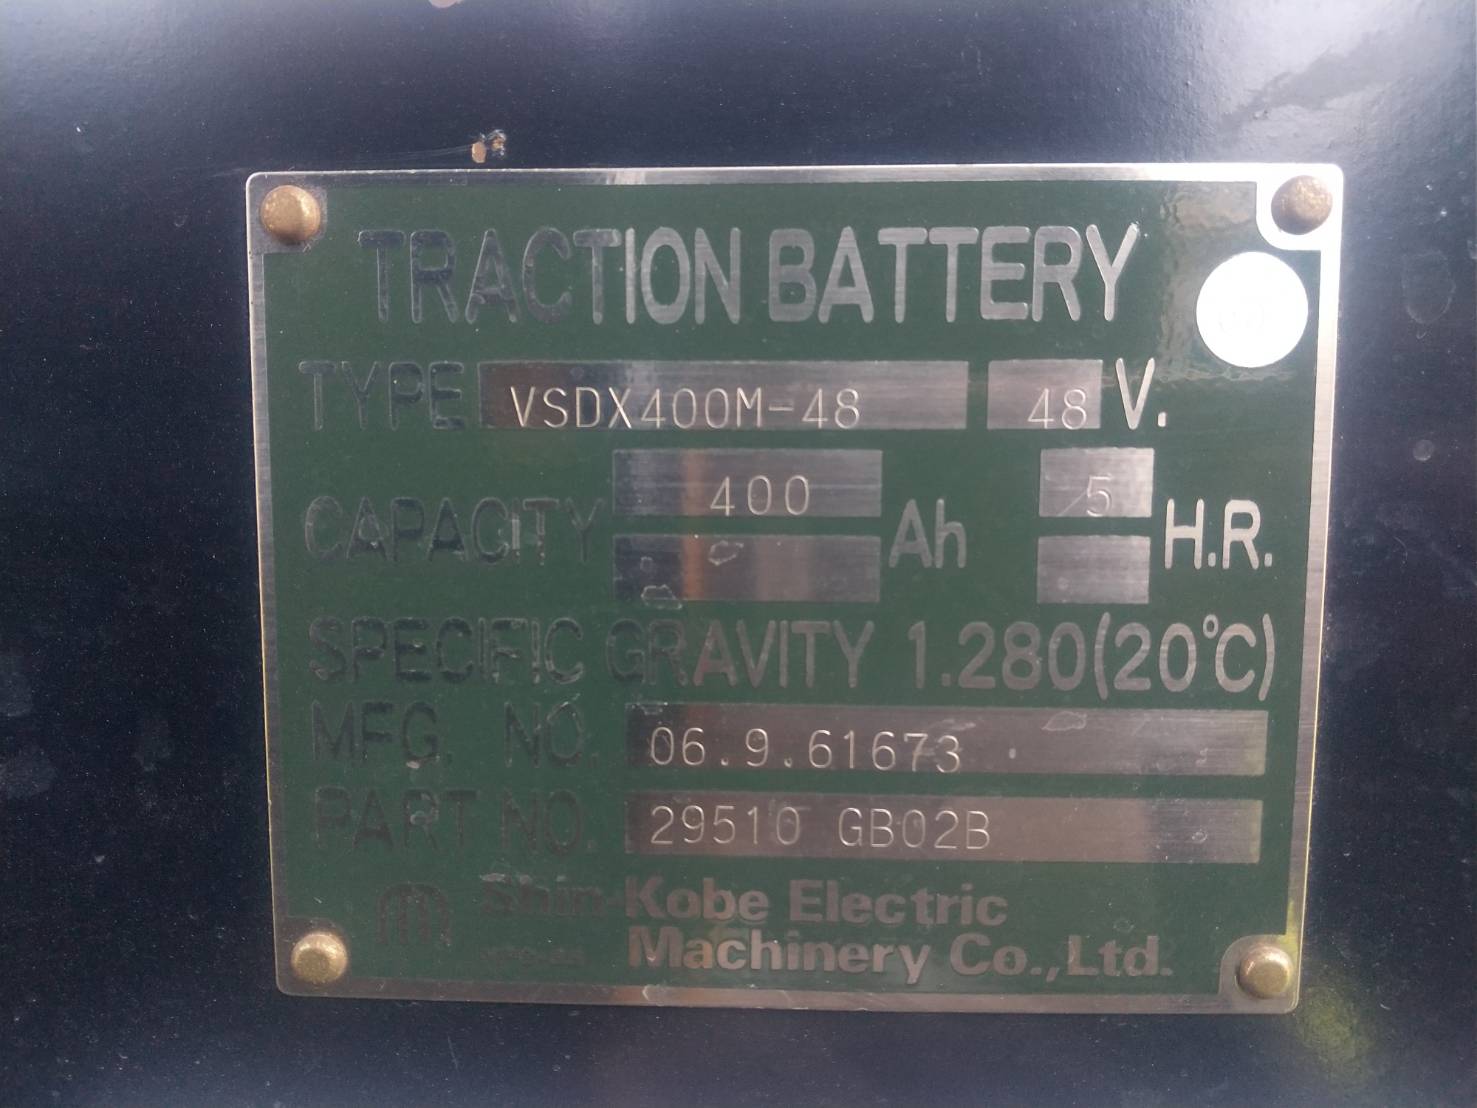 TRACTION BATTERY
TYPE VSDX400M-48 48 V.
CAPACITY 400 Ah 5 H.R.
SPECIFIC GRAVITY 1.280(20°C)
MFG. NO. 06.9.61673
PART NO. 29510 GB02B
Shin-Kobe Electric
Machinery Co.,Ltd.